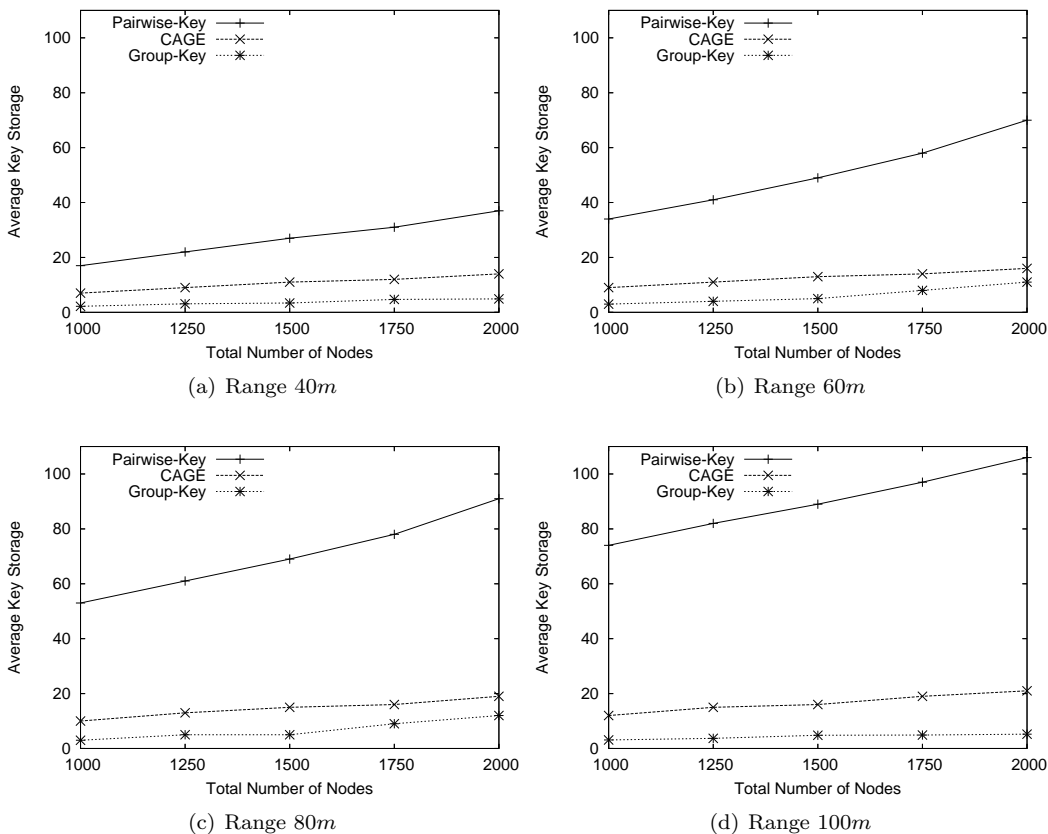 Average Key Storage
100
80
60
40
20
0
Pairwise-Key
CAGE
Group-Key
1000 1250 1500 1750 2000
Total Number of Nodes
(a) Range 40m
Average Key Storage
100
80
60
40
20
0
Pairwise-Key
CAGE
Group-Key
1000 1250 1500 1750 2000
Total Number of Nodes
(b) Range 60m
Average Key Storage
100
80
60
40
20
0
Pairwise-Key
CAGE
Group-Key
1000 1250 1500 1750 2000
Total Number of Nodes
(c) Range 80m
Average Key Storage
100
80
60
40
20
0
Pairwise-Key
CAGE
Group-Key
1000 1250 1500 1750 2000
Total Number of Nodes
(d) Range 100m